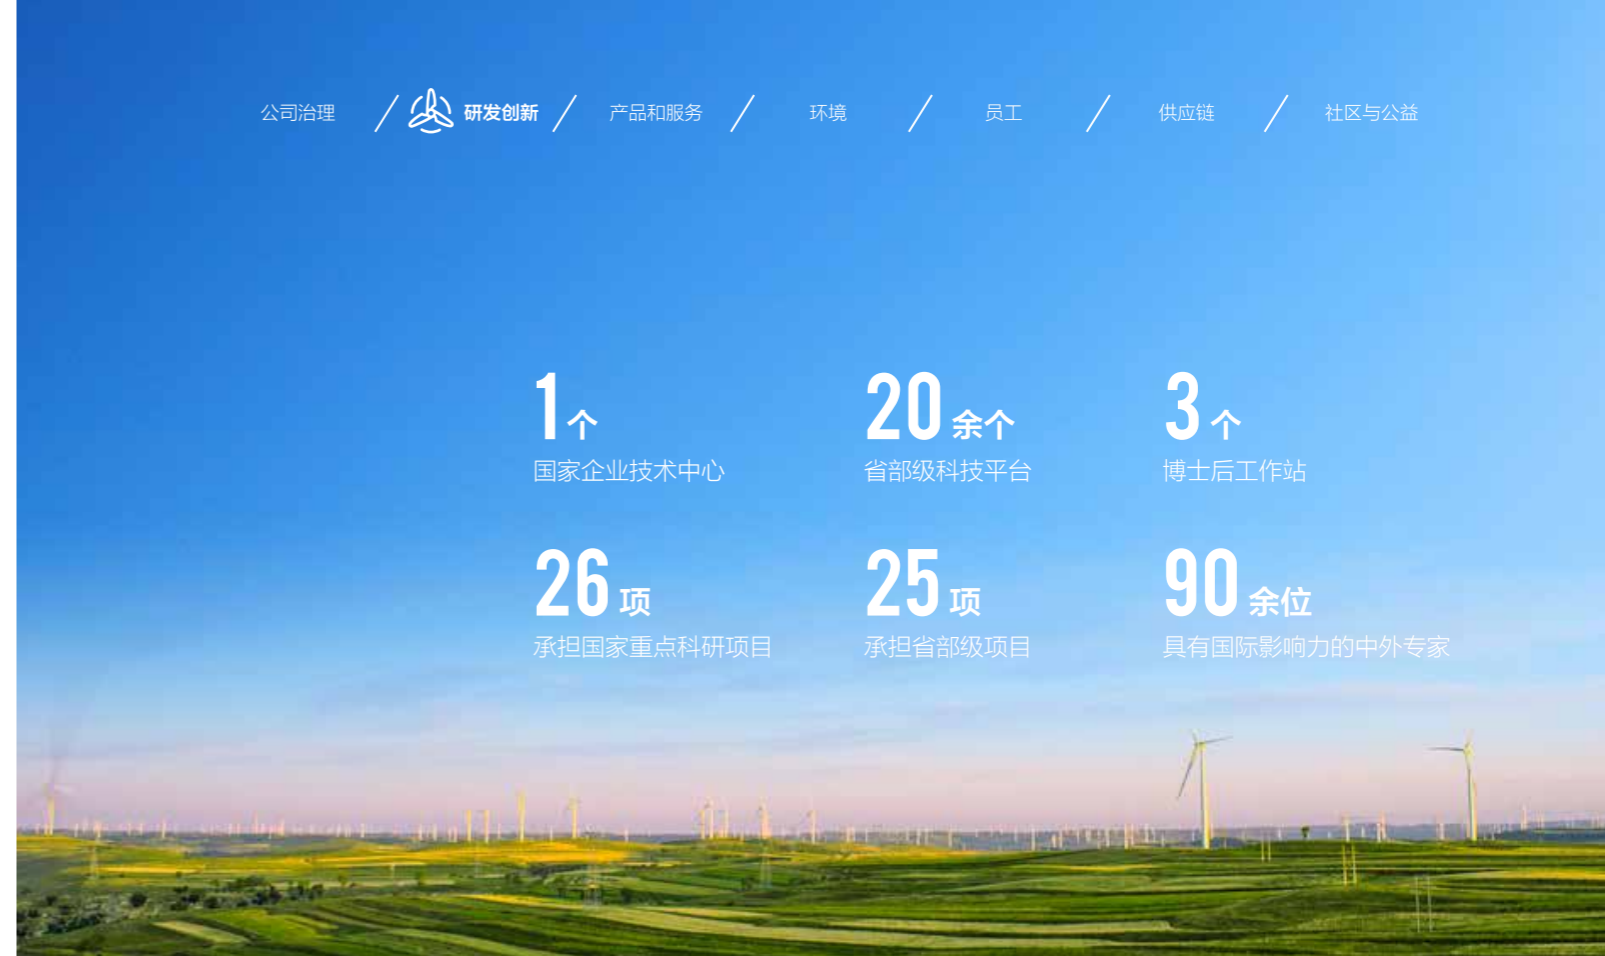 公司治理 / 研发创新 / 产品和服务 / 环境 / 员工 / 供应链 / 社区与公益
1个 20余个 3个
国家企业技术中心 省部级科技平台 博士后工作站
26项 25项 90余位
承担国家重点科研项目 承担省部级项目 具有国际影响力的中外专家